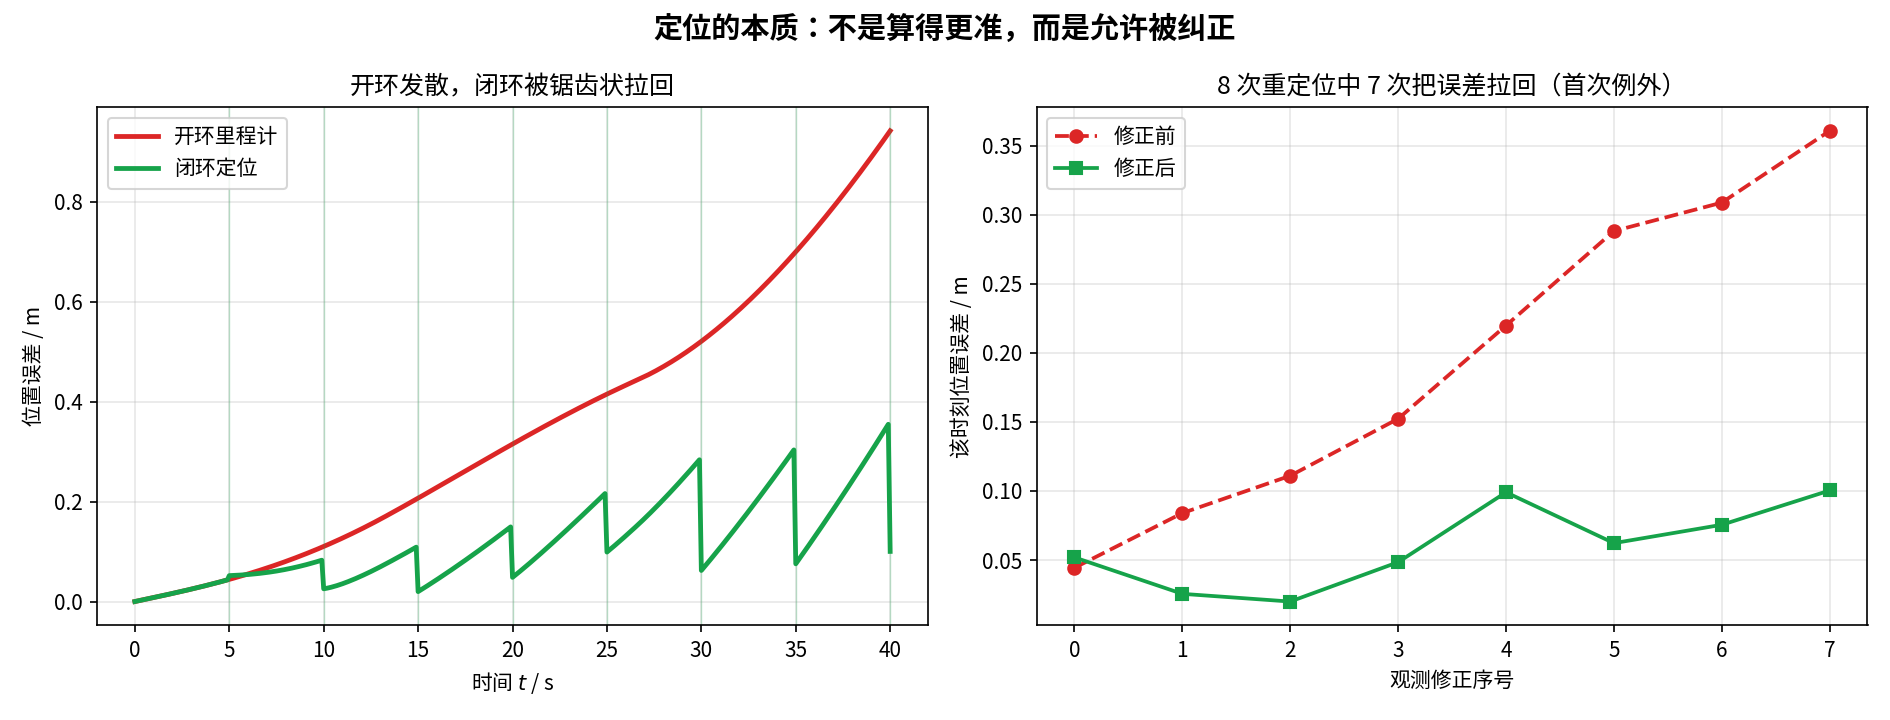 定位的本质：不是算得更准，而是允许被纠正
开环发散，闭环被锯齿状拉回
开环里程计
闭环定位
位置误差 / m
0.8
0.6
0.4
0.2
0.0
0 5 10 15 20 25 30 35 40
时间 t / s
8 次重定位中 7 次把误差拉回（首次例外）
修正前
修正后
该时刻位置误差 / m
0.35
0.30
0.25
0.20
0.15
0.10
0.05
0 1 2 3 4 5 6 7
观测修正序号